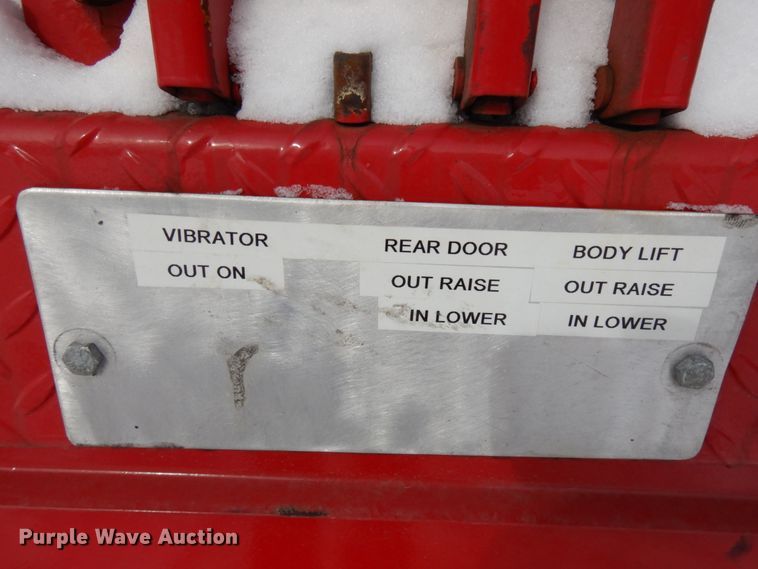 VIBRATOR REAR DOOR BODY LIFT
OUT ON OUT RAISE OUT RAISE
IN LOWER IN LOWER
Purple Wave Auction